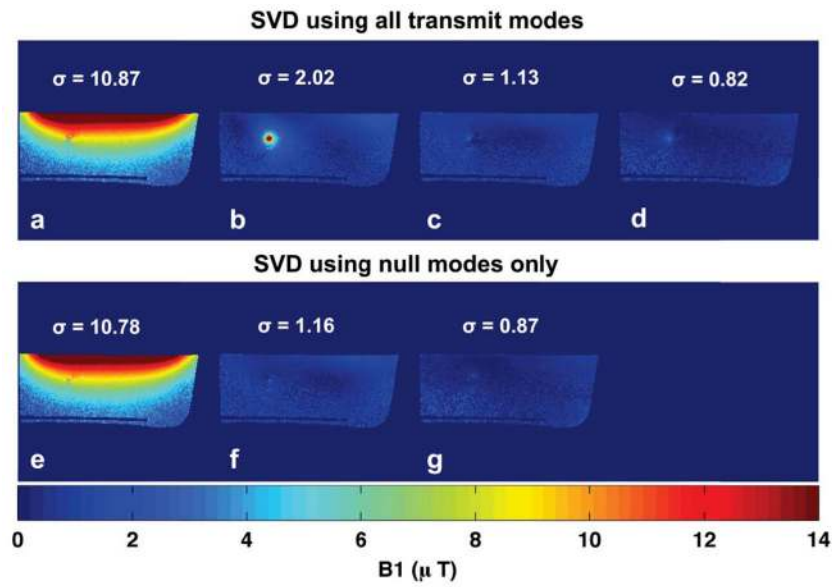 SVD using all transmit modes
σ = 10.87 σ = 2.02 σ = 1.13 σ = 0.82
a b c d
SVD using null modes only
σ = 10.78 σ = 1.16 σ = 0.87
e f g
0 2 4 6 8 10 12 14
B1 (μ T)